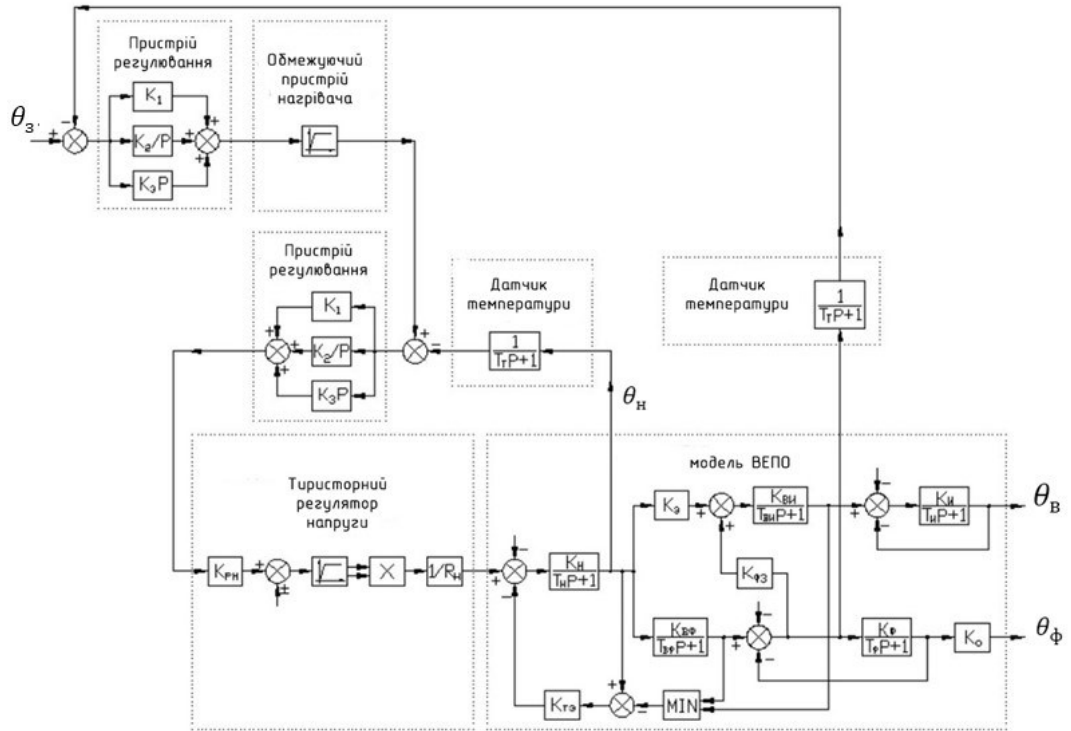 Пристрій
регулювання
Обмежуючий
пристрій
нагрівача
θз
K₁
K₂/P
K₃P
Пристрій
регулювання
K₁
K₂/P
K₃P
Датчик
температури
1
TтP+1
Датчик
температури
1
TтP+1
θн
Тиристорний
регулятор
напруги
Kрн
X
1/Rн
модель ВЕПО
Kн
TнP+1
Kэ
Kви
TвиP+1
Kи
TиP+1
θв
Kфз
Kвф
TвфP+1
Kф
TфP+1
Kо
θф
Kтэ
MIN